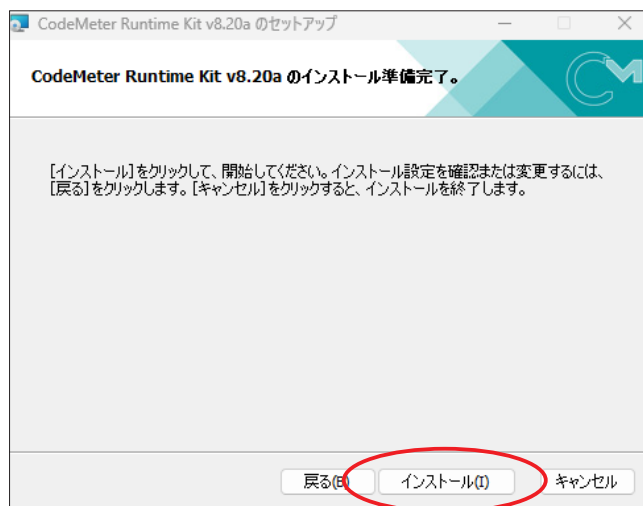 CodeMeter Runtime Kit v8.20a のセットアップ
CodeMeter Runtime Kit v8.20a のインストール準備完了。
[インストール]をクリックして、開始してください。インストール設定を確認または変更するには、
[戻る]をクリックします。[キャンセル]をクリックすると、インストールを終了します。
戻る(B) インストール(I) キャンセル